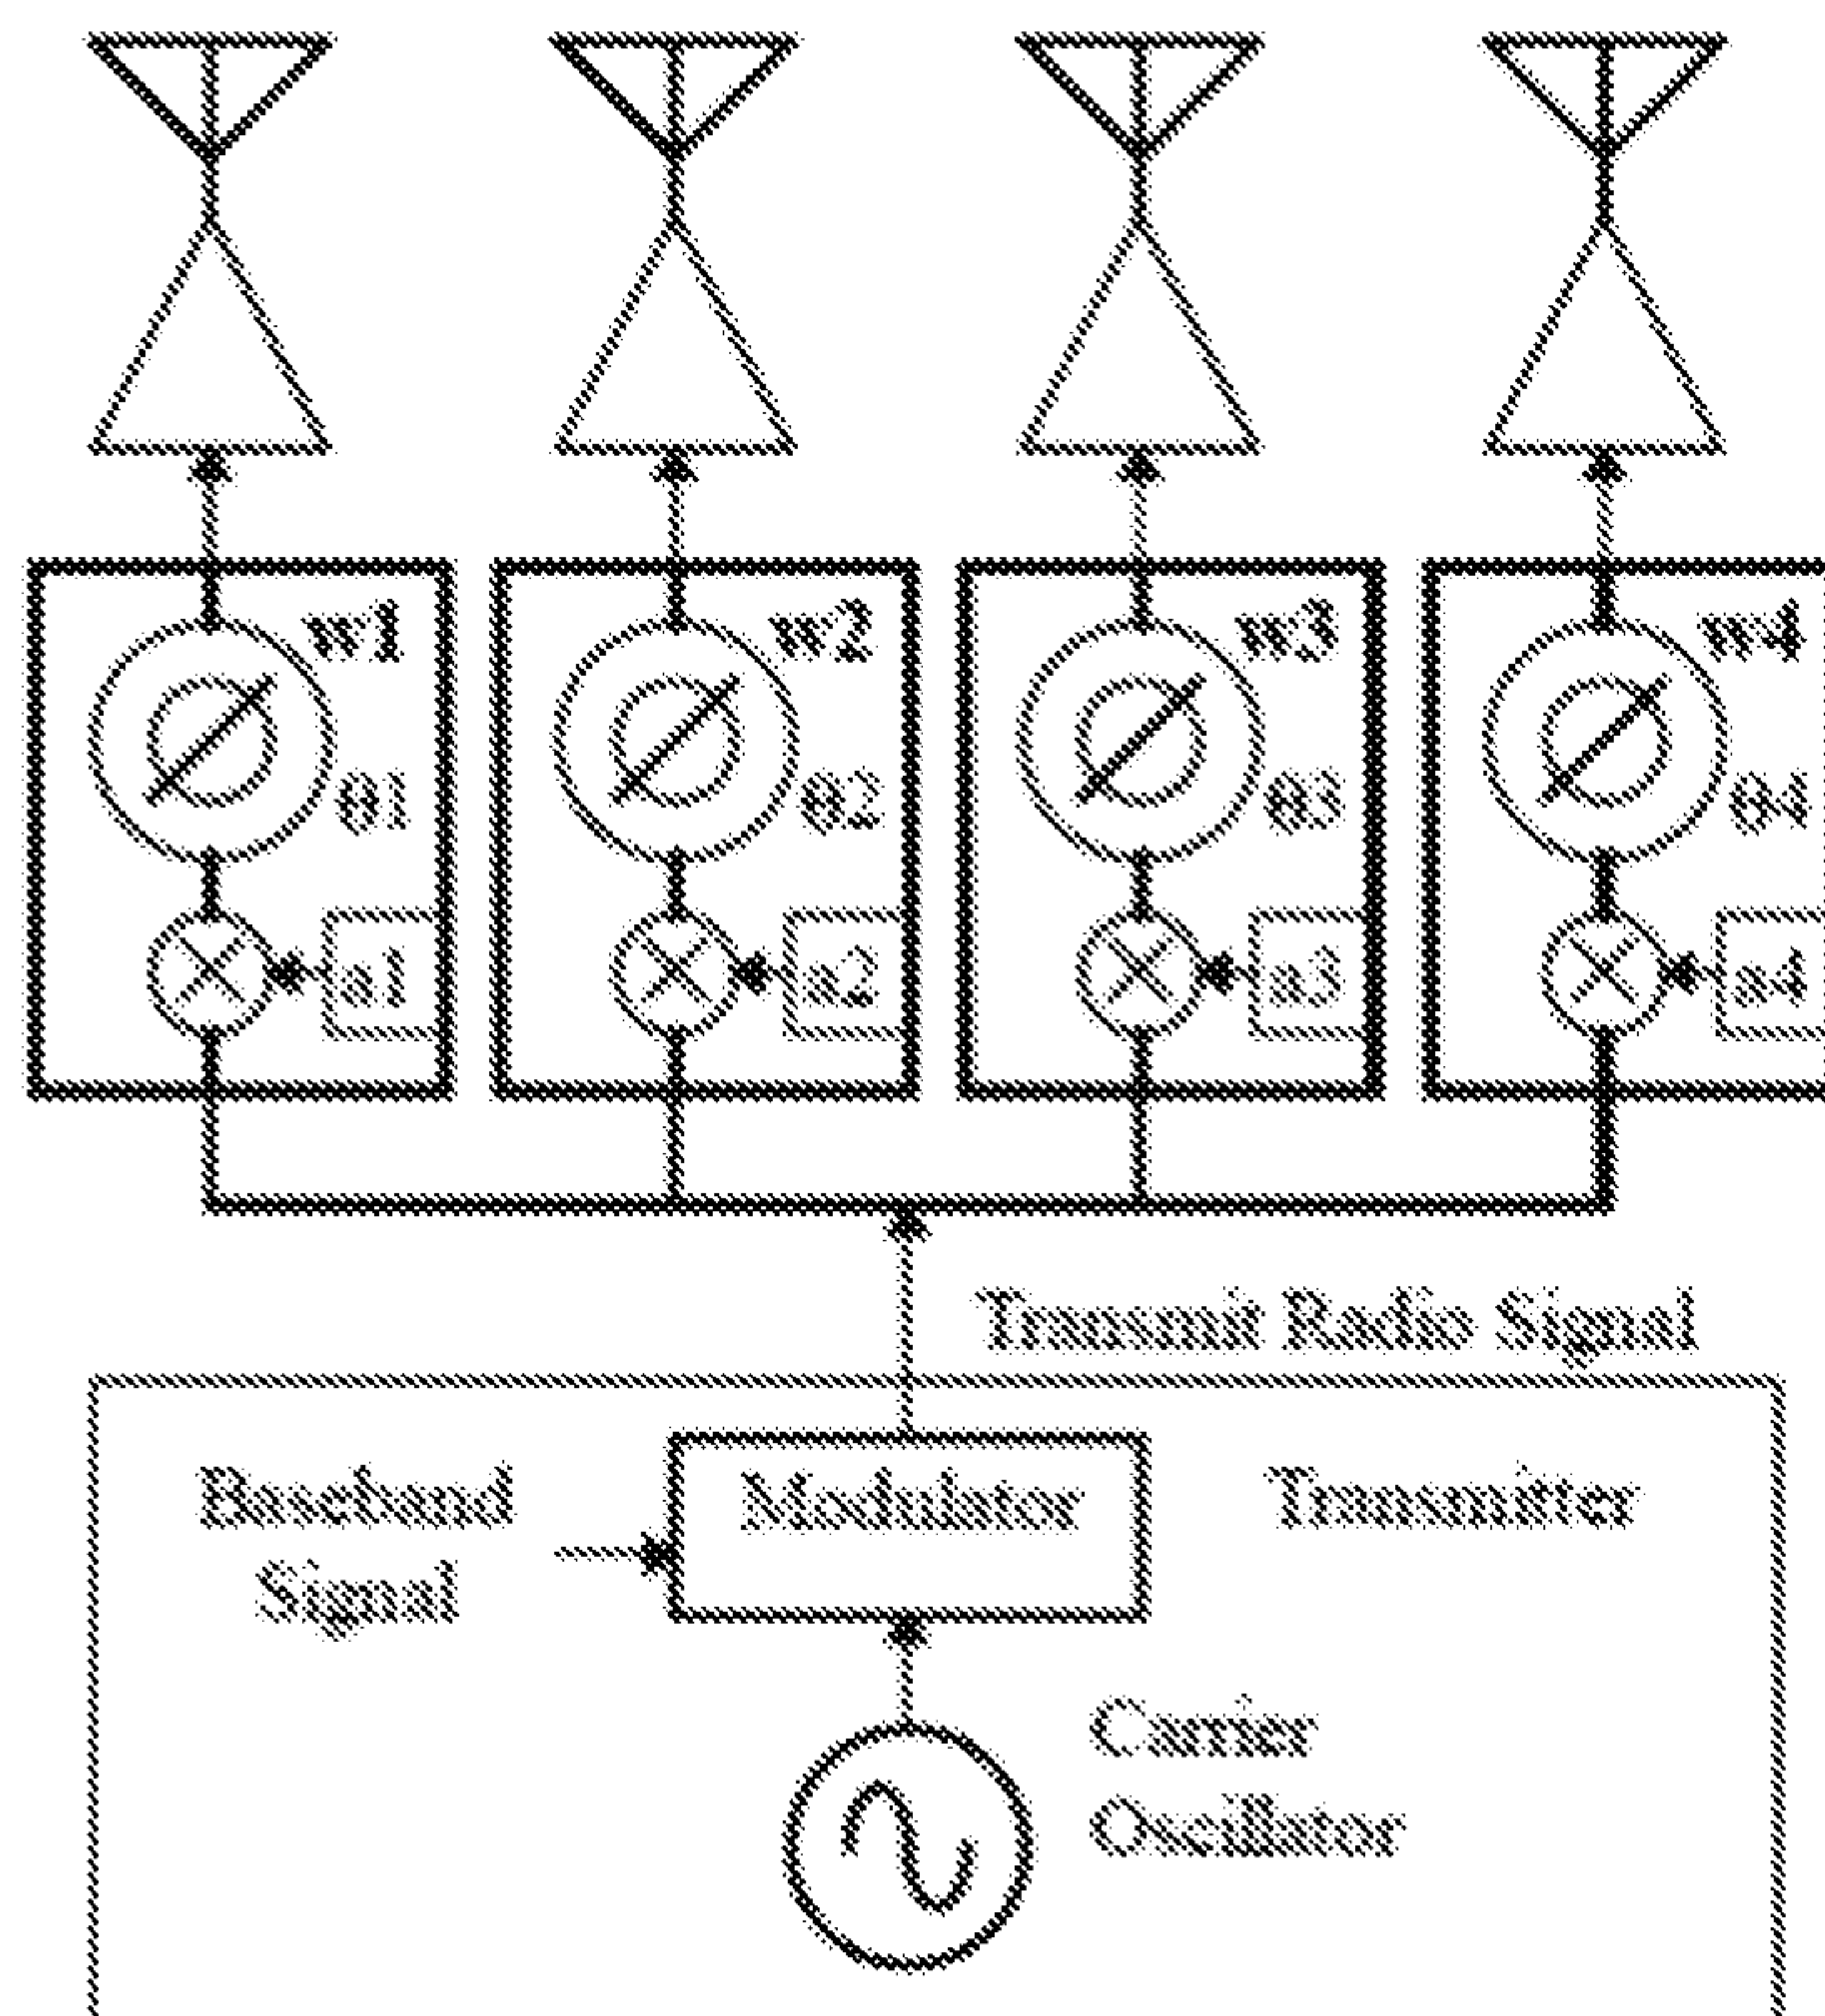 w1 w2 w3 w4
θ1 θ2 θ3 θ4
a1 a2 a3 a4
Transmit Radio Signal
Baseband
Signal
Modulator
Transmitter
Carrier
Oscillator